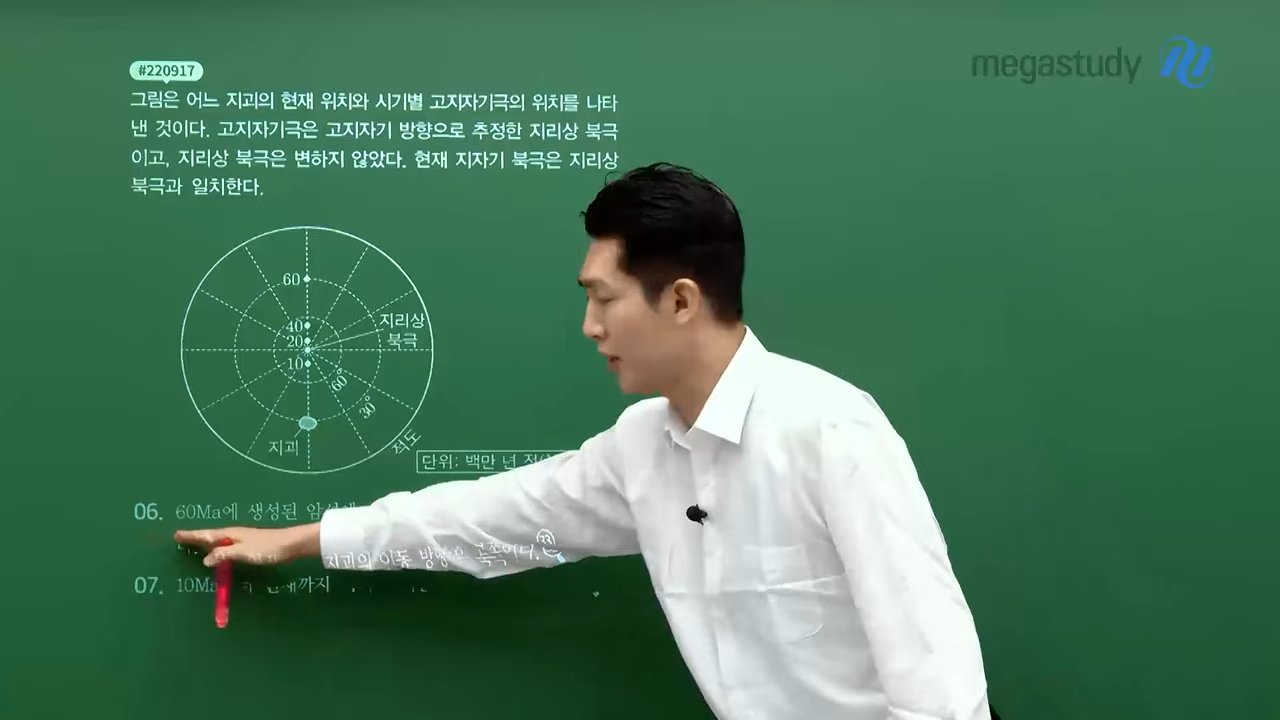 megastudy
#220917
그림은 어느 지괴의 현재 위치와 시기별 고지자기극의 위치를 나타
낸 것이다. 고지자기극은 고지자기 방향으로 추정한 지리상 북극
이고, 지리상 북극은 변하지 않았다. 현재 지자기 북극은 지리상
북극과 일치한다.
60
40
20
10
지리상
북극
60°
30°
적도
지괴
단위: 백만 년 전
06. 60Ma에 생성된
지괴의 이동 방향은 북쪽이다.
07. 10Ma
까지